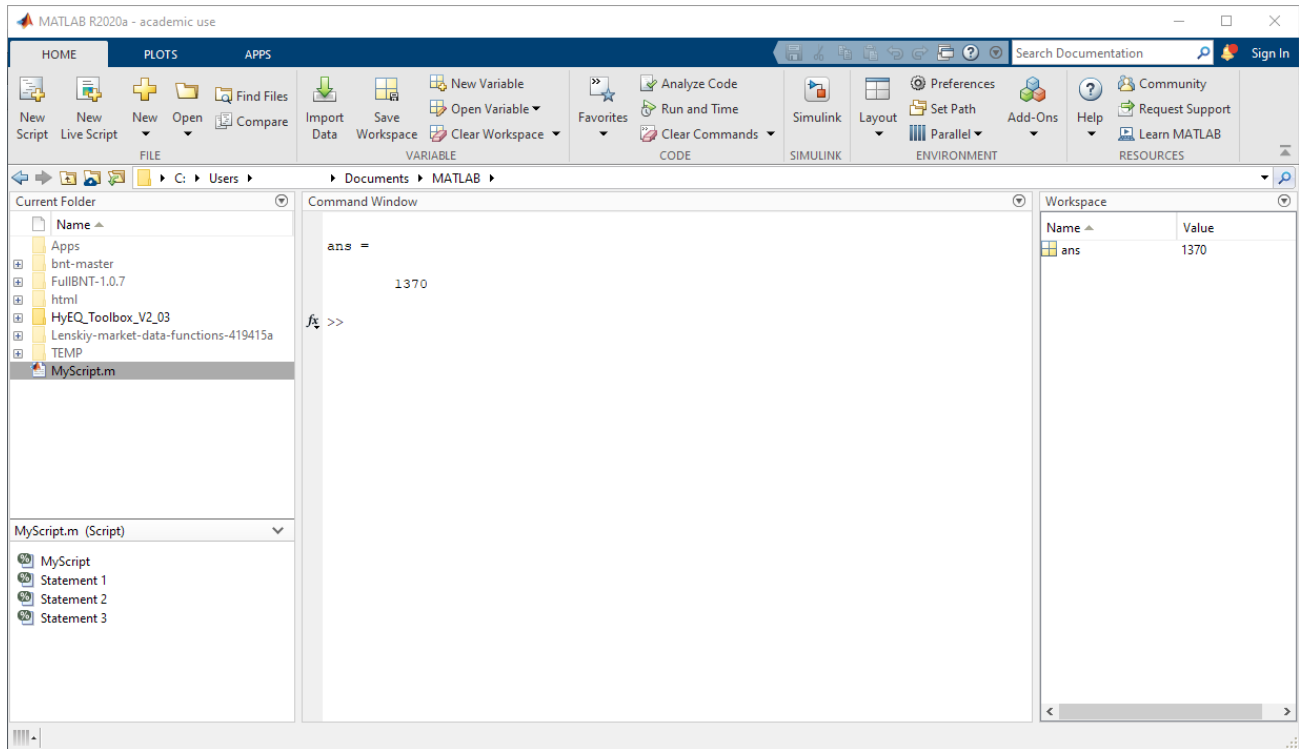 MATLAB R2020a - academic use
HOME PLOTS APPS Search Documentation Sign In
New Script New Live Script New Open Find Files Compare
Import Data Save Workspace New Variable Open Variable Clear Workspace
Favorites Analyze Code Run and Time Clear Commands
Simulink Layout Preferences Set Path Parallel Add-Ons
Help Community Request Support Learn MATLAB
FILE VARIABLE CODE SIMULINK ENVIRONMENT RESOURCES
C: Users Documents MATLAB
Current Folder
Name
Apps
bnt-master
FullBNT-1.0.7
html
HyEQ_Toolbox_V2_03
Lenskiy-market-data-functions-419415a
TEMP
MyScript.m
MyScript.m (Script)
MyScript
Statement 1
Statement 2
Statement 3
Command Window
ans =
1370
fx >>
Workspace
Name Value
ans 1370